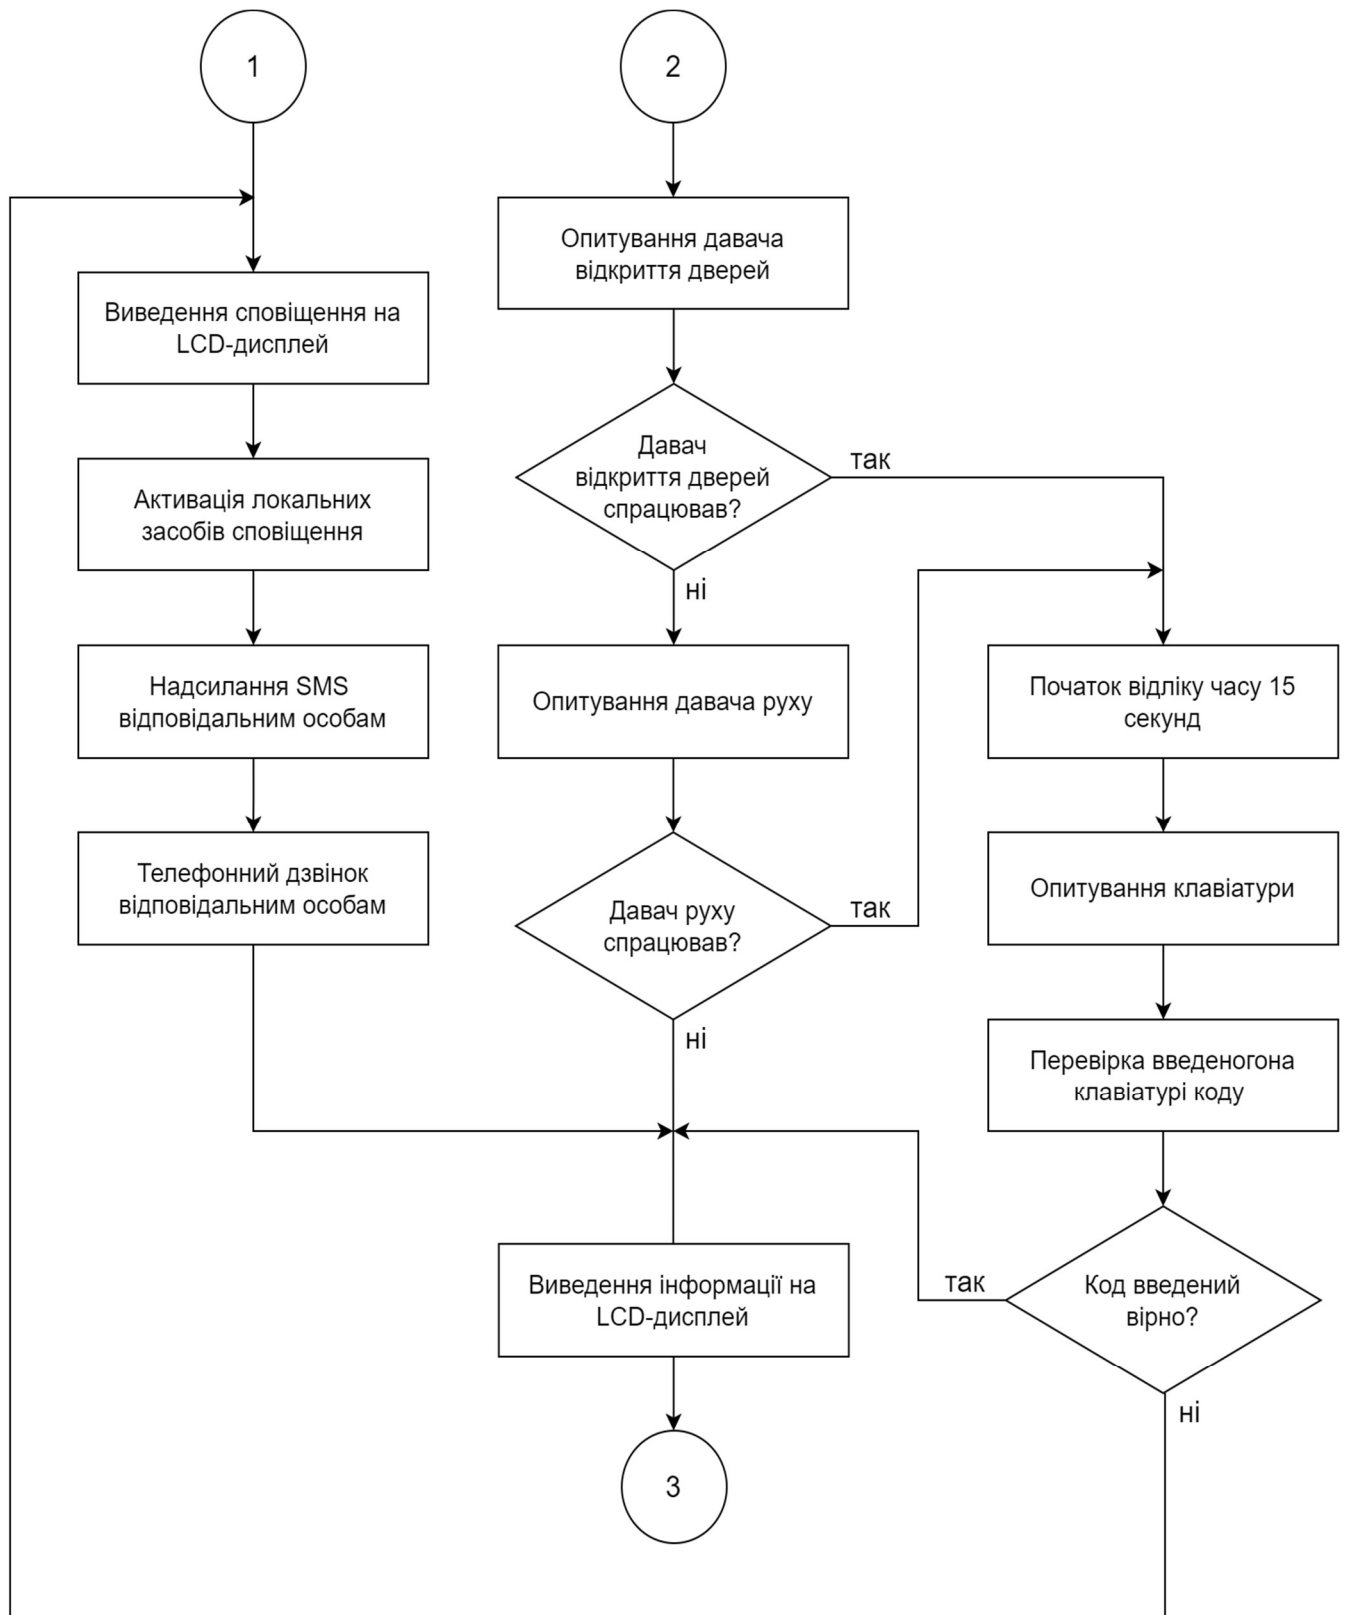 1
2
Опитування давача
відкриття дверей
Виведення сповіщення на
LCD-дисплей
Давач
відкриття дверей
спрацював?
так
ні
Активація локальних
засобів сповіщення
Надсилання SMS
відповідальним особам
Опитування давача руху
Початок відліку часу 15
секунд
Телефонний дзвінок
відповідальним особам
Давач руху
спрацював?
так
ні
Опитування клавіатури
Перевірка введеногона
клавіатурі коду
Виведення інформації на
LCD-дисплей
так
Код введений
вірно?
ні
3